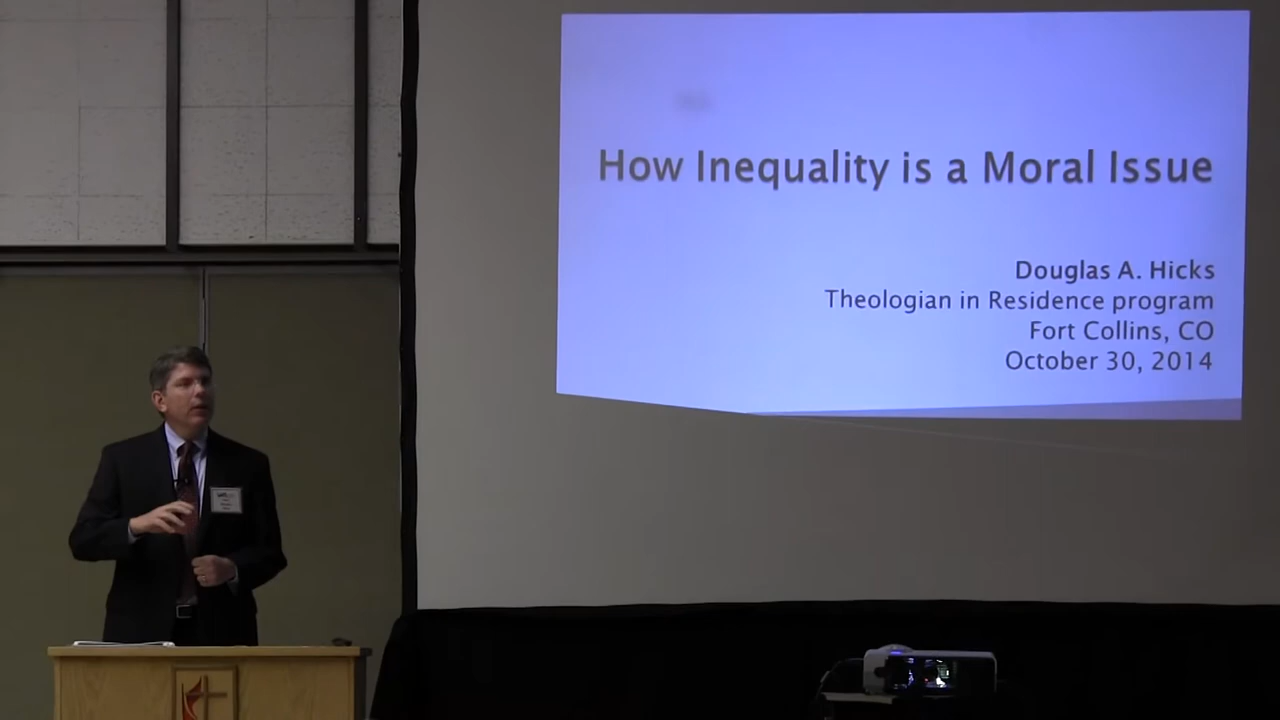 How Inequality is a Moral Issue
Douglas A. Hicks
Theologian in Residence program
Fort Collins, CO
October 30, 2014